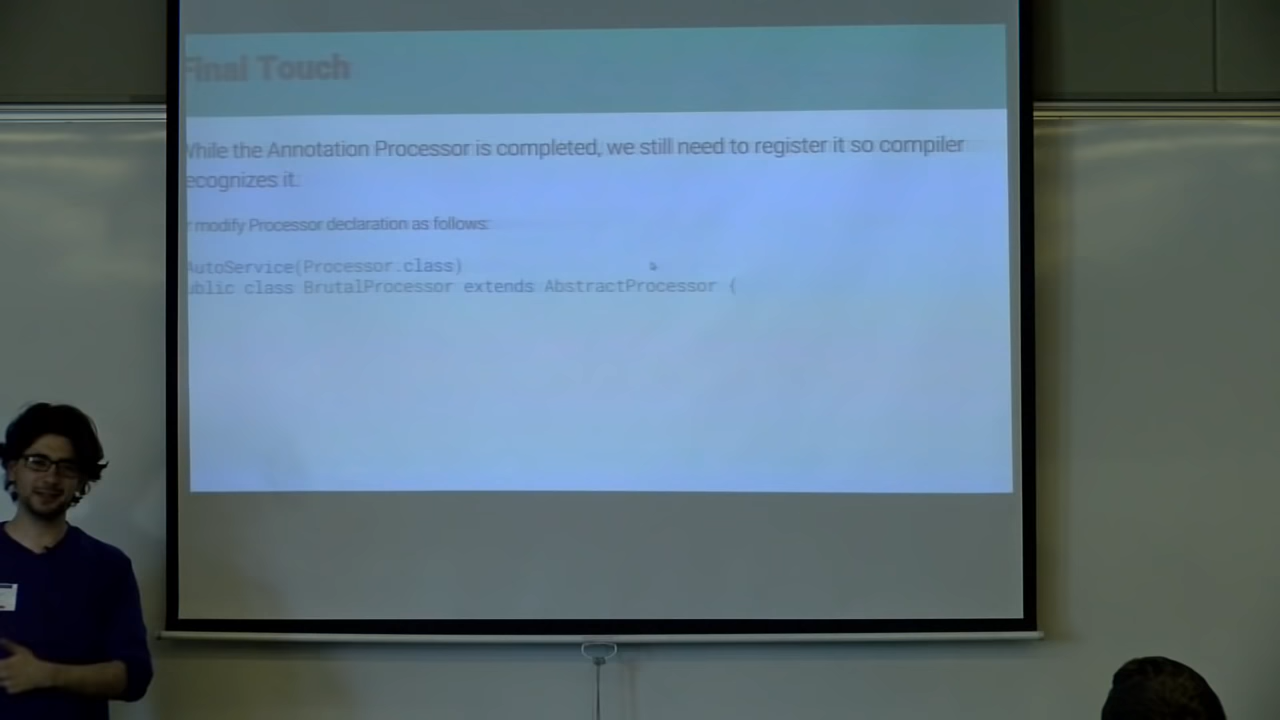 Final Touch
While the Annotation Processor is completed, we still need to register it so compiler
recognizes it.
r modify Processor declaration as follows:
AutoService(Processor.class)
ublic class BrutalProcessor extends AbstractProcessor {